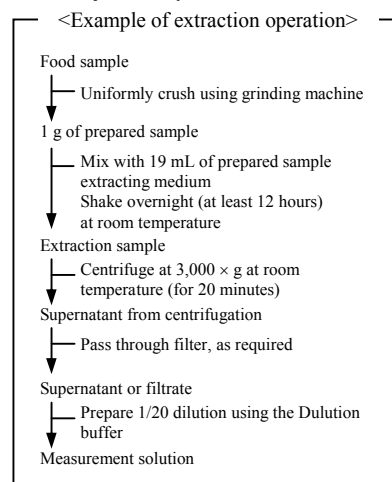 <Example of extraction operation>
Food sample
Uniformly crush using grinding machine
1 g of prepared sample
Mix with 19 mL of prepared sample
extracting medium
Shake overnight (at least 12 hours)
at room temperature
Extraction sample
Centrifuge at 3,000 × g at room
temperature (for 20 minutes)
Supernatant from centrifugation
Pass through filter, as required
Supernatant or filtrate
Prepare 1/20 dilution using the Dulution
buffer
Measurement solution